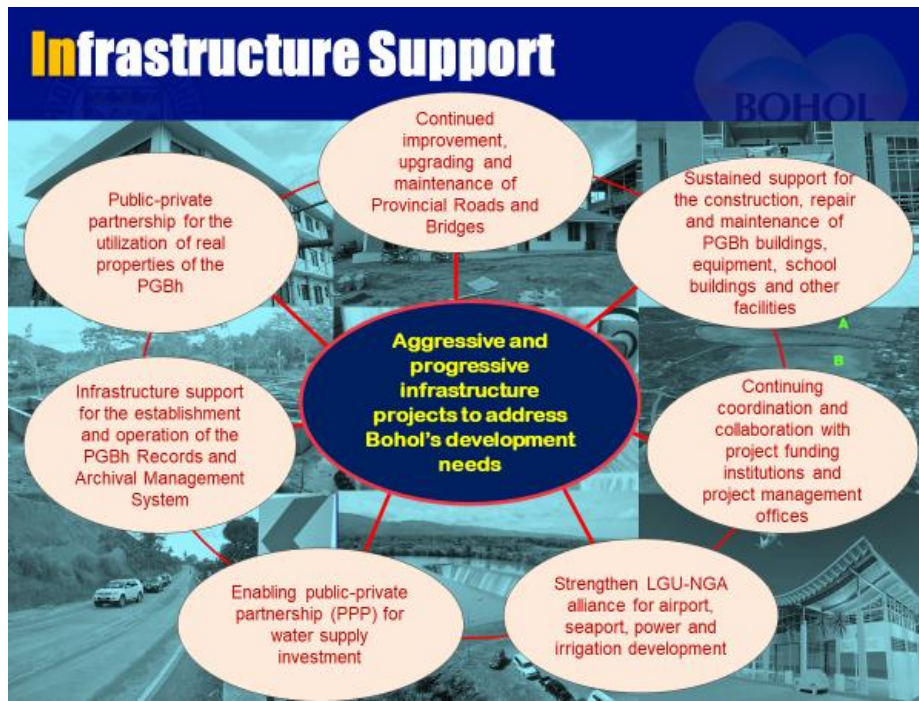 Infrastructure Support
BOHOL
Continued
improvement,
upgrading and
maintenance of
Provincial Roads and
Bridges
Sustained support for
the construction, repair
and maintenance of
PGBh buildings,
equipment, school
buildings and other
facilities
A
B
Continuing
coordination and
collaboration with
project funding
institutions and
project management
offices
Strengthen LGU-NGA
alliance for airport,
seaport, power and
irrigation development
Enabling public-private
partnership (PPP) for
water supply
investment
Infrastructure support
for the establishment
and operation of the
PGBh Records and
Archival Management
System
Public-private
partnership for the
utilization of real
properties of the
PGBh
Aggressive and
progressive
infrastructure
projects to address
Bohol's development
needs